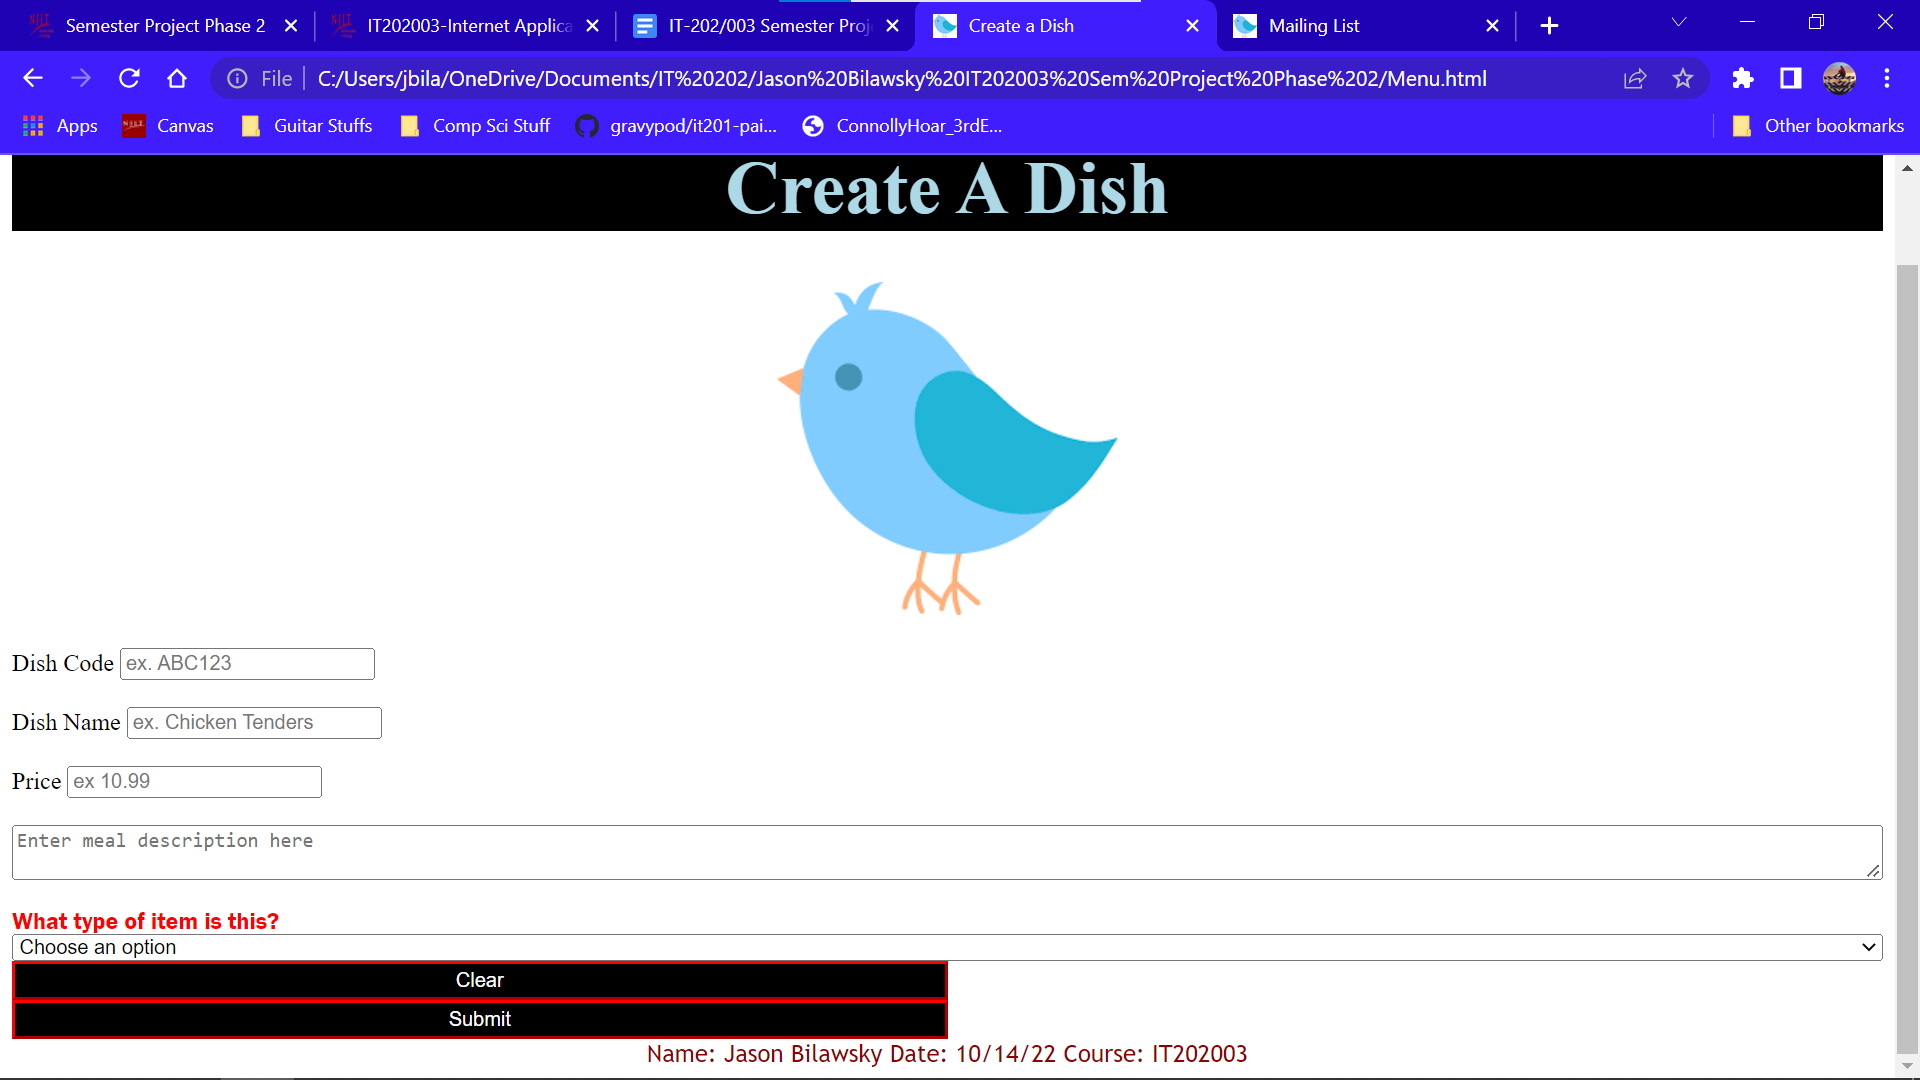 Semester Project Phase 2
IT202003-Internet Applica
IT-202/003 Semester Proj
Create a Dish
Mailing List
File
C:/Users/jbila/OneDrive/Documents/IT%20202/Jason%20Bilawsky%20IT202003%20Sem%20Project%20Phase%202/Menu.html
Apps
Canvas
Guitar Stuffs
Comp Sci Stuff
gravypod/it201-pai...
ConnollyHoar_3rdE...
Other bookmarks
Create A Dish
Dish Code ex. ABC123
Dish Name ex. Chicken Tenders
Price ex 10.99
Enter meal description here
What type of item is this?
Choose an option
Clear
Submit
Name: Jason Bilawsky Date: 10/14/22 Course: IT202003